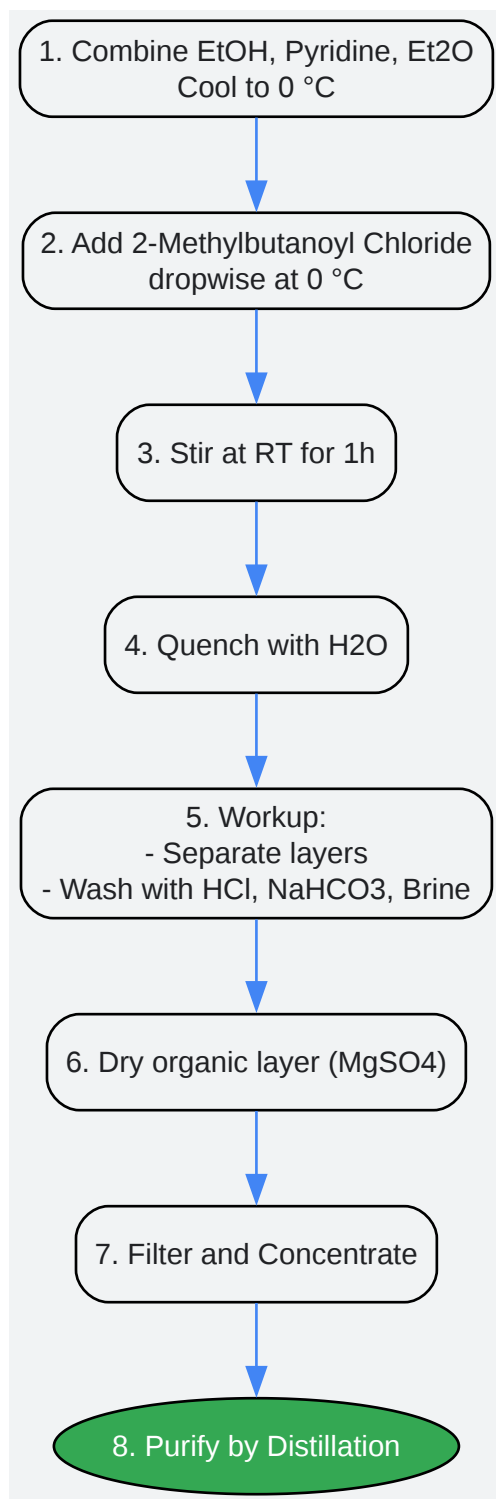 1. Combine EtOH, Pyridine, Et2O
Cool to 0 °C
2. Add 2-Methylbutanoyl Chloride
dropwise at 0 °C
3. Stir at RT for 1h
4. Quench with H2O
5. Workup:
- Separate layers
- Wash with HCl, NaHCO3, Brine
6. Dry organic layer (MgSO4)
7. Filter and Concentrate
8. Purify by Distillation